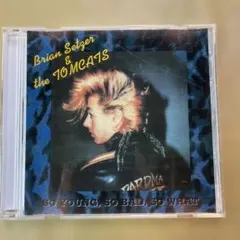 Brian Setzer
&
the TOMCATS
SO YOUNG, SO BAD, SO WHAT